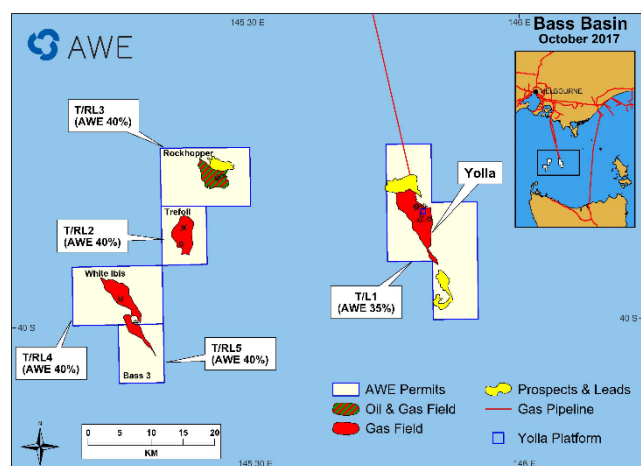 145 30 E
146 E
AWE
Bass Basin
October 2017
MELBOURNE
T/RL3
(AWE 40%)
Rockhopper
Yolla
Trefoil
T/RL2
(AWE 40%)
White Ibis
T/L1
(AWE 35%)
40 S
40 S
T/RL4
(AWE 40%)
T/RL5
(AWE 40%)
Bass 3
AWE Permits
Prospects & Leads
Oil & Gas Field
Gas Pipeline
Gas Field
Yolla Platform
N
0 5 10 15 20
KM
145 30 E
146 E